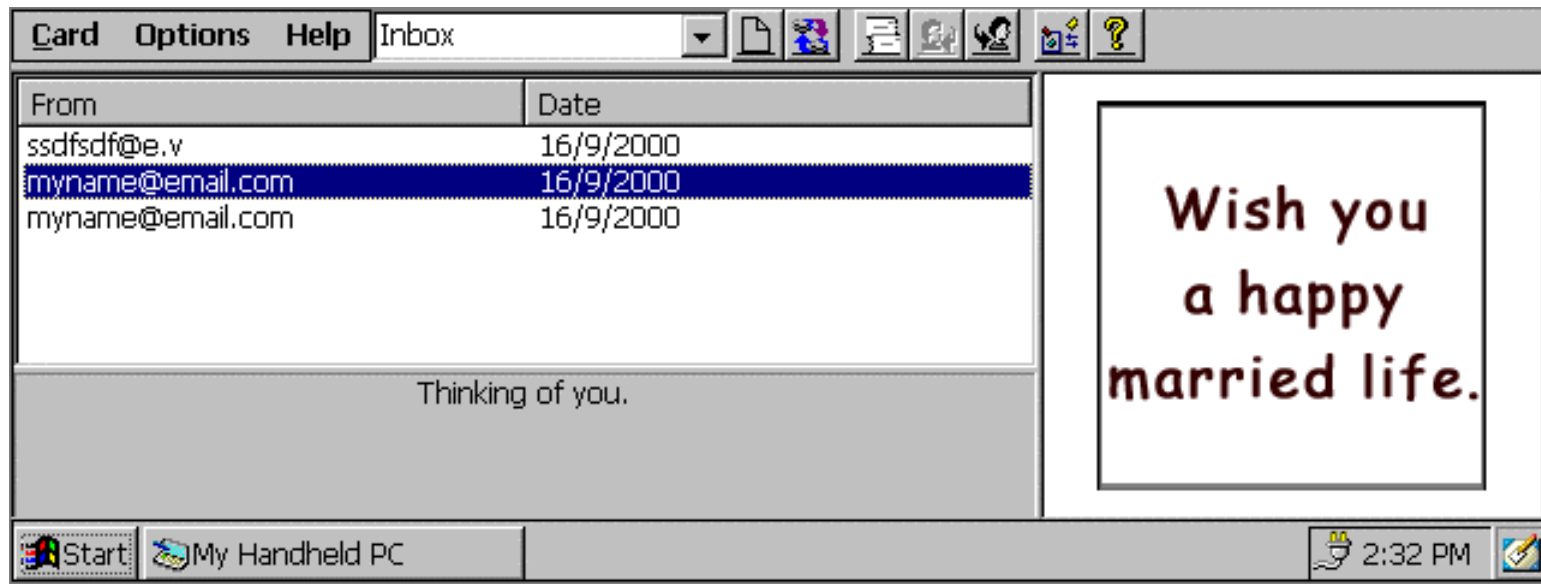 Card Options Help Inbox
From Date
ssdfsdf@e.v 16/9/2000
myname@email.com 16/9/2000
myname@email.com 16/9/2000
Thinking of you.
Wish you
a happy
married life.
Start My Handheld PC 2:32 PM